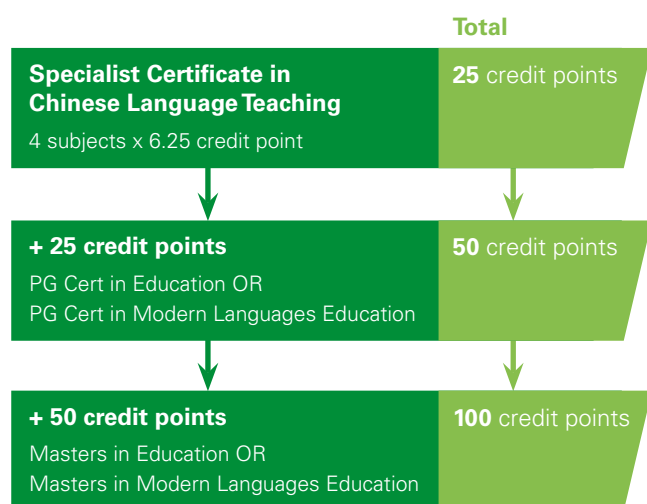 Total
Specialist Certificate in
Chinese Language Teaching
4 subjects x 6.25 credit point
25 credit points
+ 25 credit points
PG Cert in Education OR
PG Cert in Modern Languages Education
50 credit points
+ 50 credit points
Masters in Education OR
Masters in Modern Languages Education
100 credit points